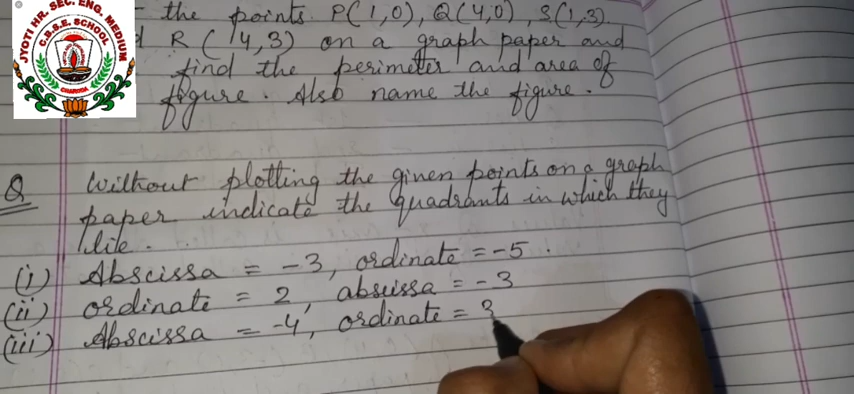 JYOTI HR. SEC. ENG. MEDIUM
C.B.S.E. SCHOOL
CHARODA
the points P(1,0), Q(4,0) S(1,3)
R (4,3) on a graph paper and
find the perimeter and area of
figure. Also name the figure.
Q Without plotting the given points on a graph
paper indicate the quadrants in which they
lie.
(i) Abscissa = -3, ordinate = -5.
(ii) ordinate = 2, abscissa = -3
(iii) Abscissa = -4, ordinate =